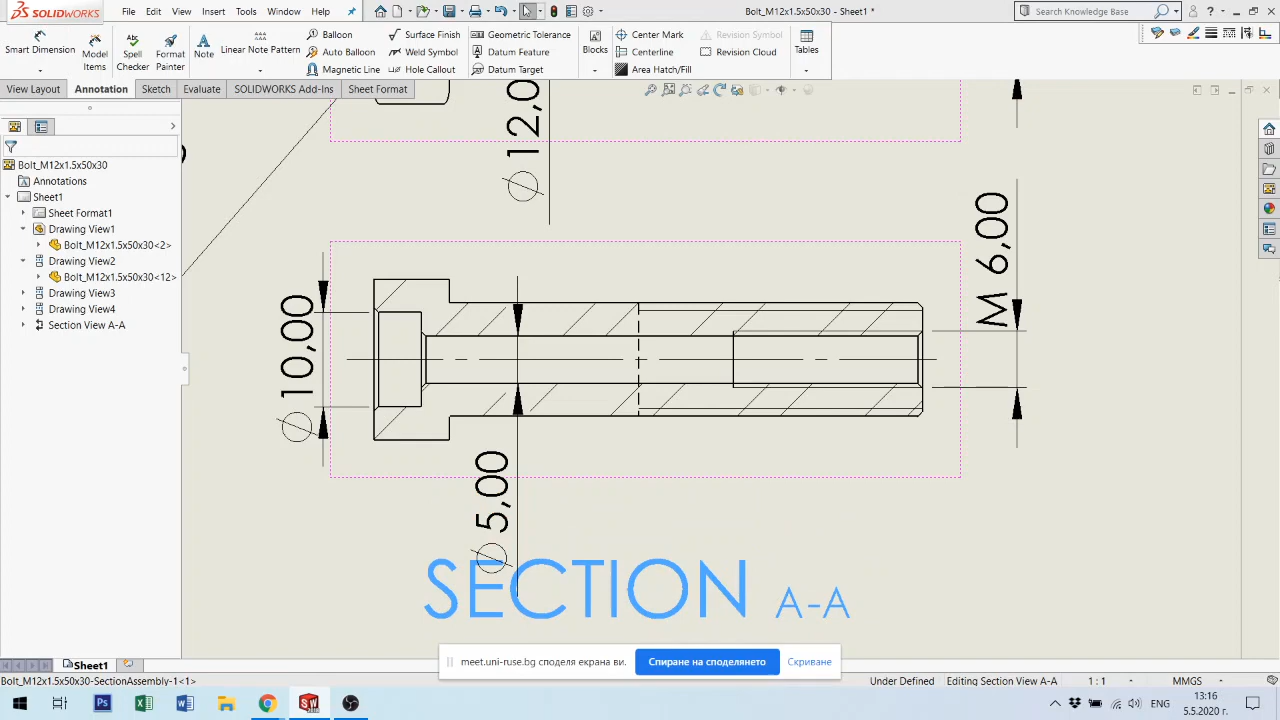 SOLIDWORKS
File Edit View Insert Tools Window Help
Bolt_M12x1.5x50x30 - Sheet1 *
Search Knowledge Base
Smart Dimension
Model Items
Spell Checker
Format Painter
Note
Linear Note Pattern
Balloon
Auto Balloon
Magnetic Line
Surface Finish
Weld Symbol
Hole Callout
Geometric Tolerance
Datum Feature
Datum Target
Blocks
Center Mark
Centerline
Area Hatch/Fill
Revision Symbol
Revision Cloud
Tables
View Layout Annotation Sketch Evaluate SOLIDWORKS Add-Ins Sheet Format
Bolt_M12x1.5x50x30
Annotations
Sheet1
Sheet Format1
Drawing View1
Bolt_M12x1.5x50x30<2>
Drawing View2
Bolt_M12x1.5x50x30<12>
Drawing View3
Drawing View4
Section View A-A
∅ 12,0
M 6,00
∅ 10,00
∅ 5,00
SECTION A-A
meet.uni-ruse.bg споделя екрана ви.
Спиране на споделянето
Скриване
Sheet1
Bolt_M12x1.5x50x30-SectionAssembly-1<1>
Under Defined Editing Section View A-A 1 : 1 MMGS
ENG
13:16
5.5.2020 г.